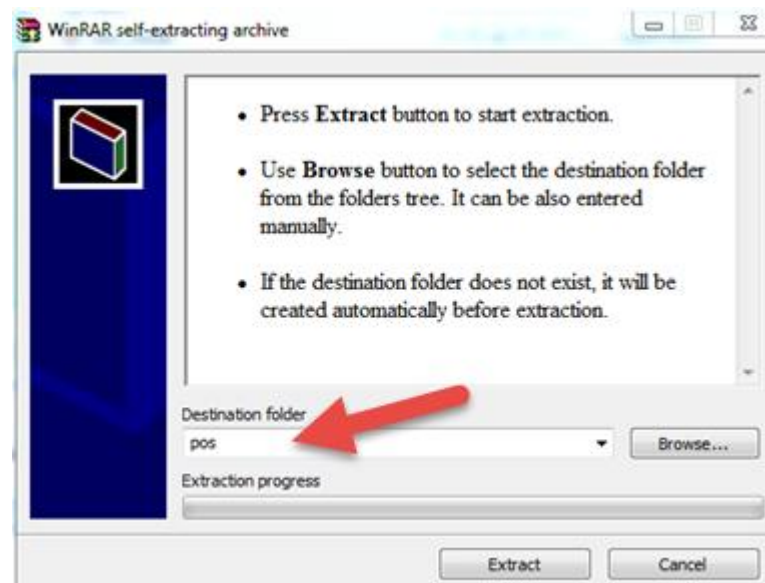 WinRAR self-extracting archive
• Press Extract button to start extraction.
• Use Browse button to select the destination folder
from the folders tree. It can be also entered
manually.
• If the destination folder does not exist, it will be
created automatically before extraction.
Destination folder
pos
Browse...
Extraction progress
Extract
Cancel